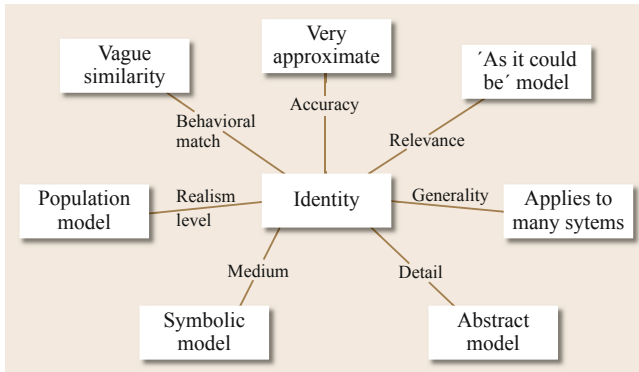 Vague
similarity
Very
approximate
´As it could
be´ model
Behavioral
match
Accuracy
Relevance
Population
model
Realism
level
Identity
Generality
Applies to
many sytems
Medium
Detail
Symbolic
model
Abstract
model